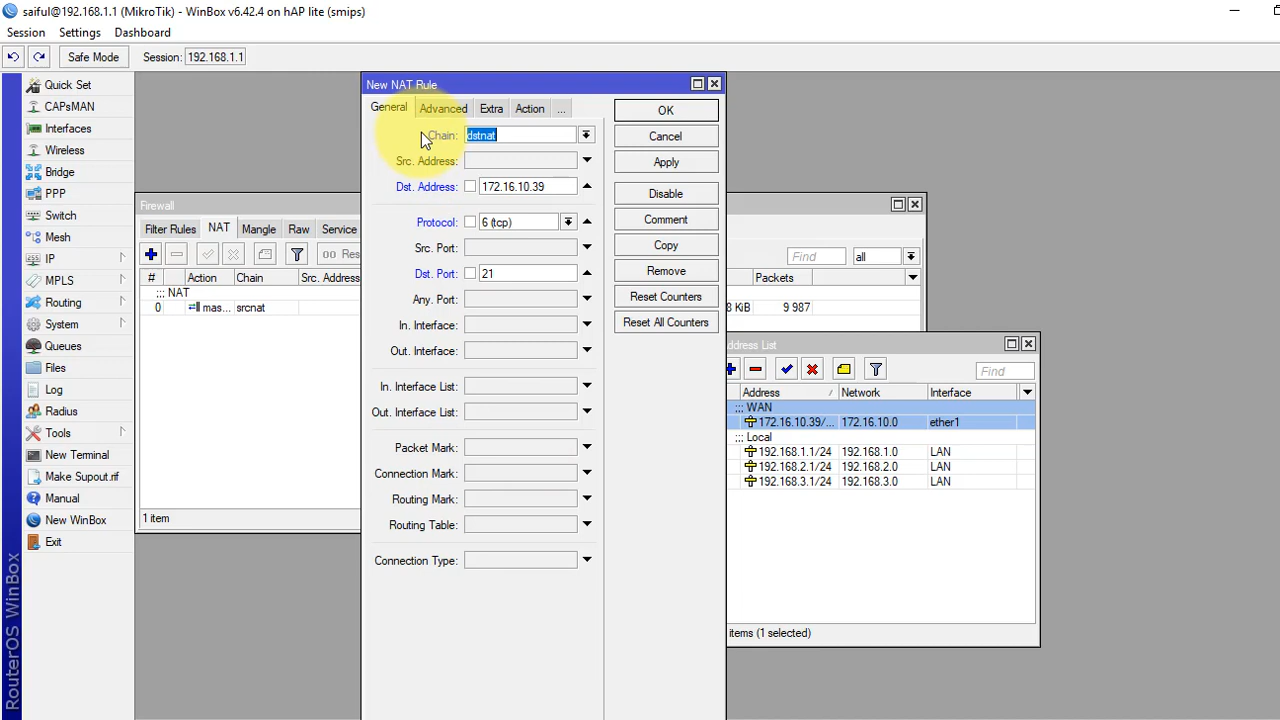 saiful@192.168.1.1 (MikroTik) - WinBox v6.42.4 on hAP lite (smips)
Session Settings Dashboard
Safe Mode Session: 192.168.1.1
Quick Set
CAPsMAN
Interfaces
Wireless
Bridge
PPP
Switch
Mesh
IP
MPLS
Routing
System
Queues
Files
Log
Radius
Tools
New Terminal
Make Supout.rif
Manual
New WinBox
Exit
RouterOS WinBox
Firewall
Filter Rules NAT Mangle Raw Service
Find all
# Action Chain Src. Address Packets
;;; NAT
0 mas... srcnat KiB 9 987
1 item
New NAT Rule
General Advanced Extra Action ...
Chain: dstnat
Src. Address:
Dst. Address: 172.16.10.39
Protocol: 6 (tcp)
Src. Port:
Dst. Port: 21
Any. Port:
In. Interface:
Out. Interface:
In. Interface List:
Out. Interface List:
Packet Mark:
Connection Mark:
Routing Mark:
Routing Table:
Connection Type:
OK
Cancel
Apply
Disable
Comment
Copy
Remove
Reset Counters
Reset All Counters
ddress List
Find
Address / Network Interface
;;; WAN
172.16.10.39/... 172.16.10.0 ether1
;;; Local
192.168.1.1/24 192.168.1.0 LAN
192.168.2.1/24 192.168.2.0 LAN
192.168.3.1/24 192.168.3.0 LAN
items (1 selected)